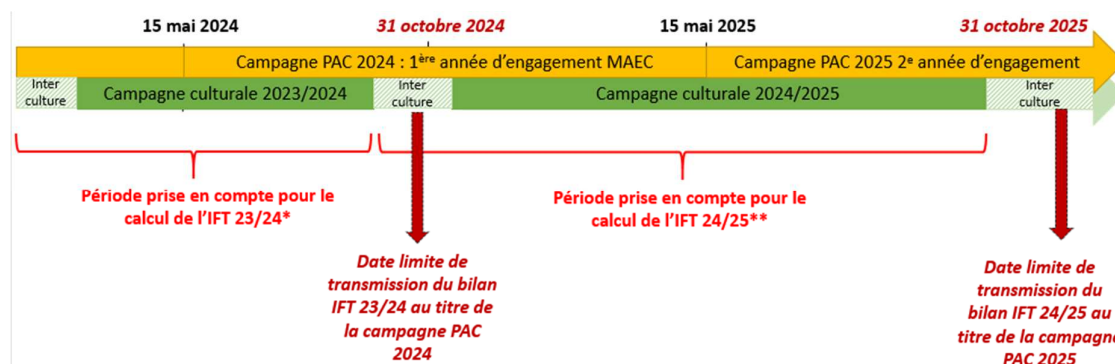 15 mai 2024
31 octobre 2024
15 mai 2025
31 octobre 2025
Campagne PAC 2024 : 1ère année d’engagement MAEC
Campagne PAC 2025 2e année d’engagement
Inter
culture
Campagne culturale 2023/2024
Inter
culture
Campagne culturale 2024/2025
Inter
culture
Période prise en compte pour le
calcul de l’IFT 23/24*
Période prise en compte pour le
calcul de l’IFT 24/25**
Date limite de
transmission du bilan
IFT 23/24 au titre de
la campagne PAC
2024
Date limite de
transmission du
bilan IFT 24/25 au
titre de la campagne
PAC 2025